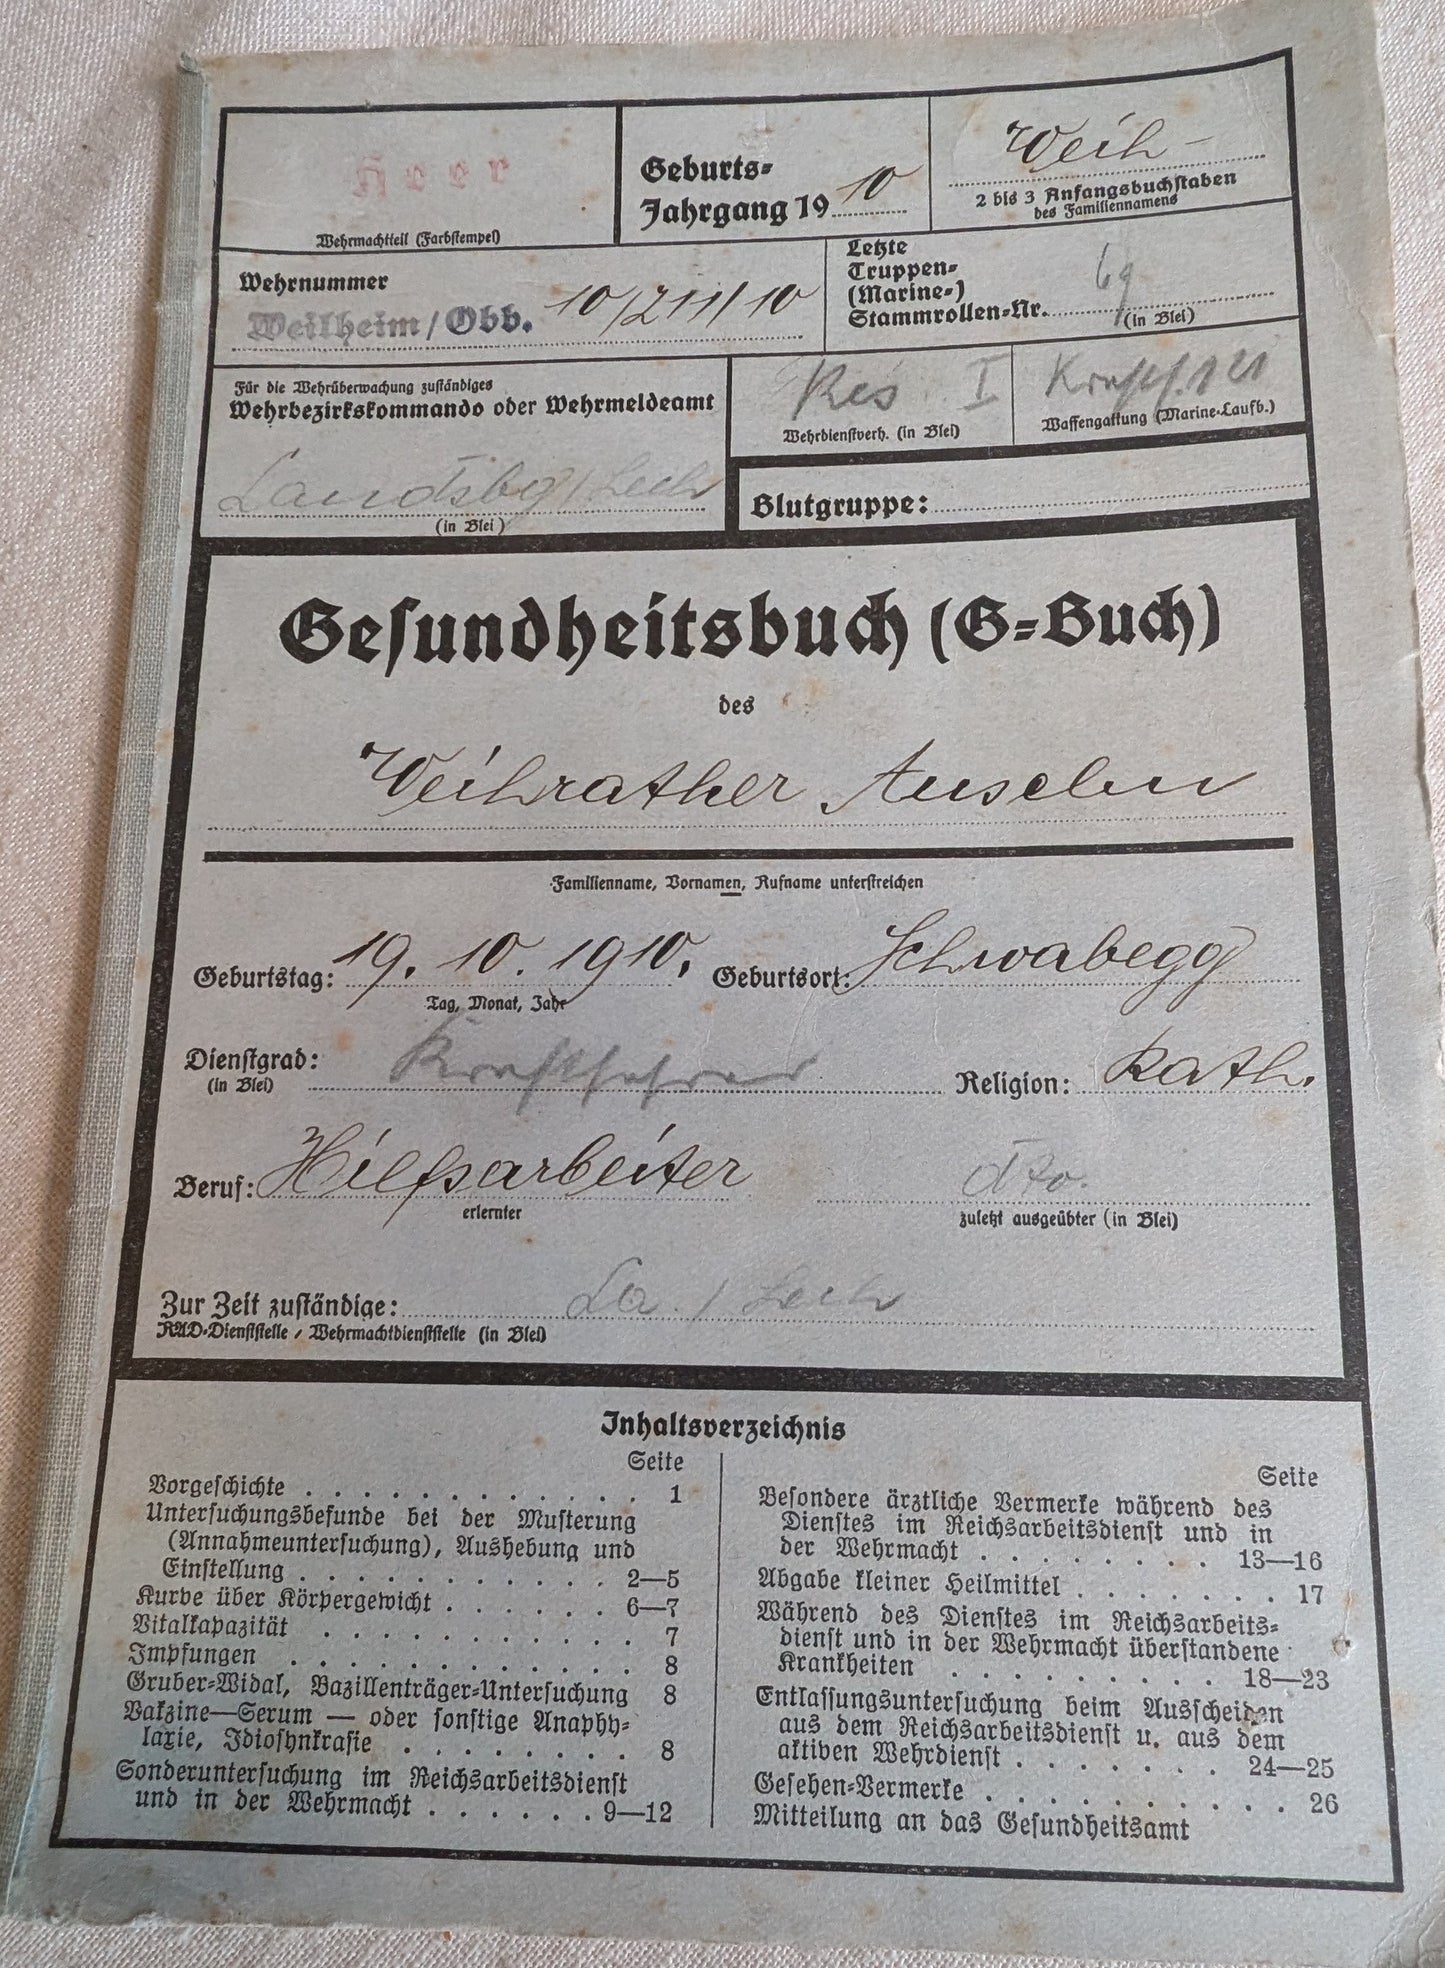 Heer
Wehrmachtteil (Farbstempel)
Geburts-
Jahrgang 19 10
Weih-
2 bis 3 Anfangsbuchstaben
des Familiennamens
Wehrnummer
Weilheim/Obb. 10/211/10
Letzte
Truppen-
(Marine-)
Stammrollen-Nr. 69
(in Blei)
Für die Wehrüberwachung zuständiges
Wehrbezirkskommando oder Wehrmeldeamt
Landsbg/Lech
(in Blei)
Res. I
Wehrdienstverh. (in Blei)
Waffengattung (Marine-Laufb.)
Blutgruppe:
Gesundheitsbuch (G-Buch)
des
Weihrather Anselm
Familienname, Vornamen, Rufname unterstreichen
Geburtstag: 19. 10. 1910. Geburtsort: Schwabegg
Tag, Monat, Jahr
Dienstgrad: Kraftfahrer Religion: Kath.
(in Blei)
Beruf: Hilfsarbeiter dto.
erlernter zuletzt ausgeübter (in Blei)
Zur Zeit zuständige: La./Lech
RAD-Dienststelle / Wehrmachtdienststelle (in Blei)
Inhaltsverzeichnis
Seite
Vorgeschichte . . . . . . . . . . . . . 1
Untersuchungsbefunde bei der Musterung
(Annahmeuntersuchung), Aushebung und
Einstellung . . . . . . . . . . . . 2—5
Kurve über Körpergewicht . . . . . . 6—7
Vitalkapazität . . . . . . . . . . . . 7
Impfungen . . . . . . . . . . . . . 8
Gruber-Widal, Bazillenträger-Untersuchung 8
Vakzine—Serum — oder sonstige Anaphy-
laxie, Idiosynkrasie . . . . . . . . . 8
Sonderuntersuchung im Reichsarbeitsdienst
und in der Wehrmacht . . . . . . 9—12
Seite
Besondere ärztliche Vermerke während des
Dienstes im Reichsarbeitsdienst und in
der Wehrmacht . . . . . . . . . 13—16
Abgabe kleiner Heilmittel . . . . . . . . 17
Während des Dienstes im Reichsarbeits-
dienst und in der Wehrmacht überstandene
Krankheiten . . . . . . . . . . 18—23
Entlassungsuntersuchung beim Ausscheiden
aus dem Reichsarbeitsdienst u. aus dem
aktiven Wehrdienst . . . . . . . . 24—25
Gesehen-Vermerke . . . . . . . . . . . 26
Mitteilung an das Gesundheitsamt